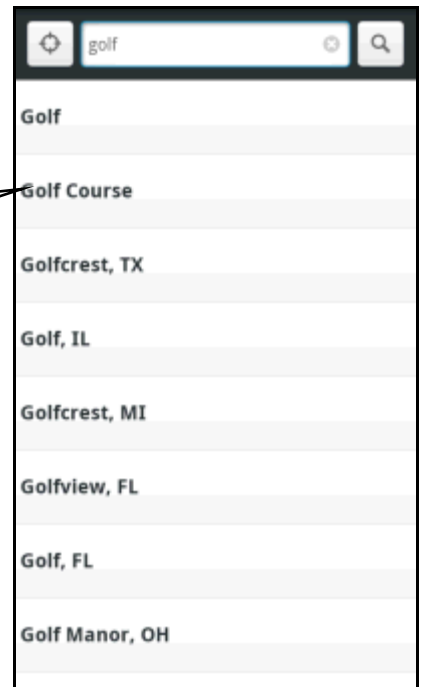 golf
Golf
Golf Course
Golfcrest, TX
Golf, IL
Golfcrest, MI
Golfview, FL
Golf, FL
Golf Manor, OH